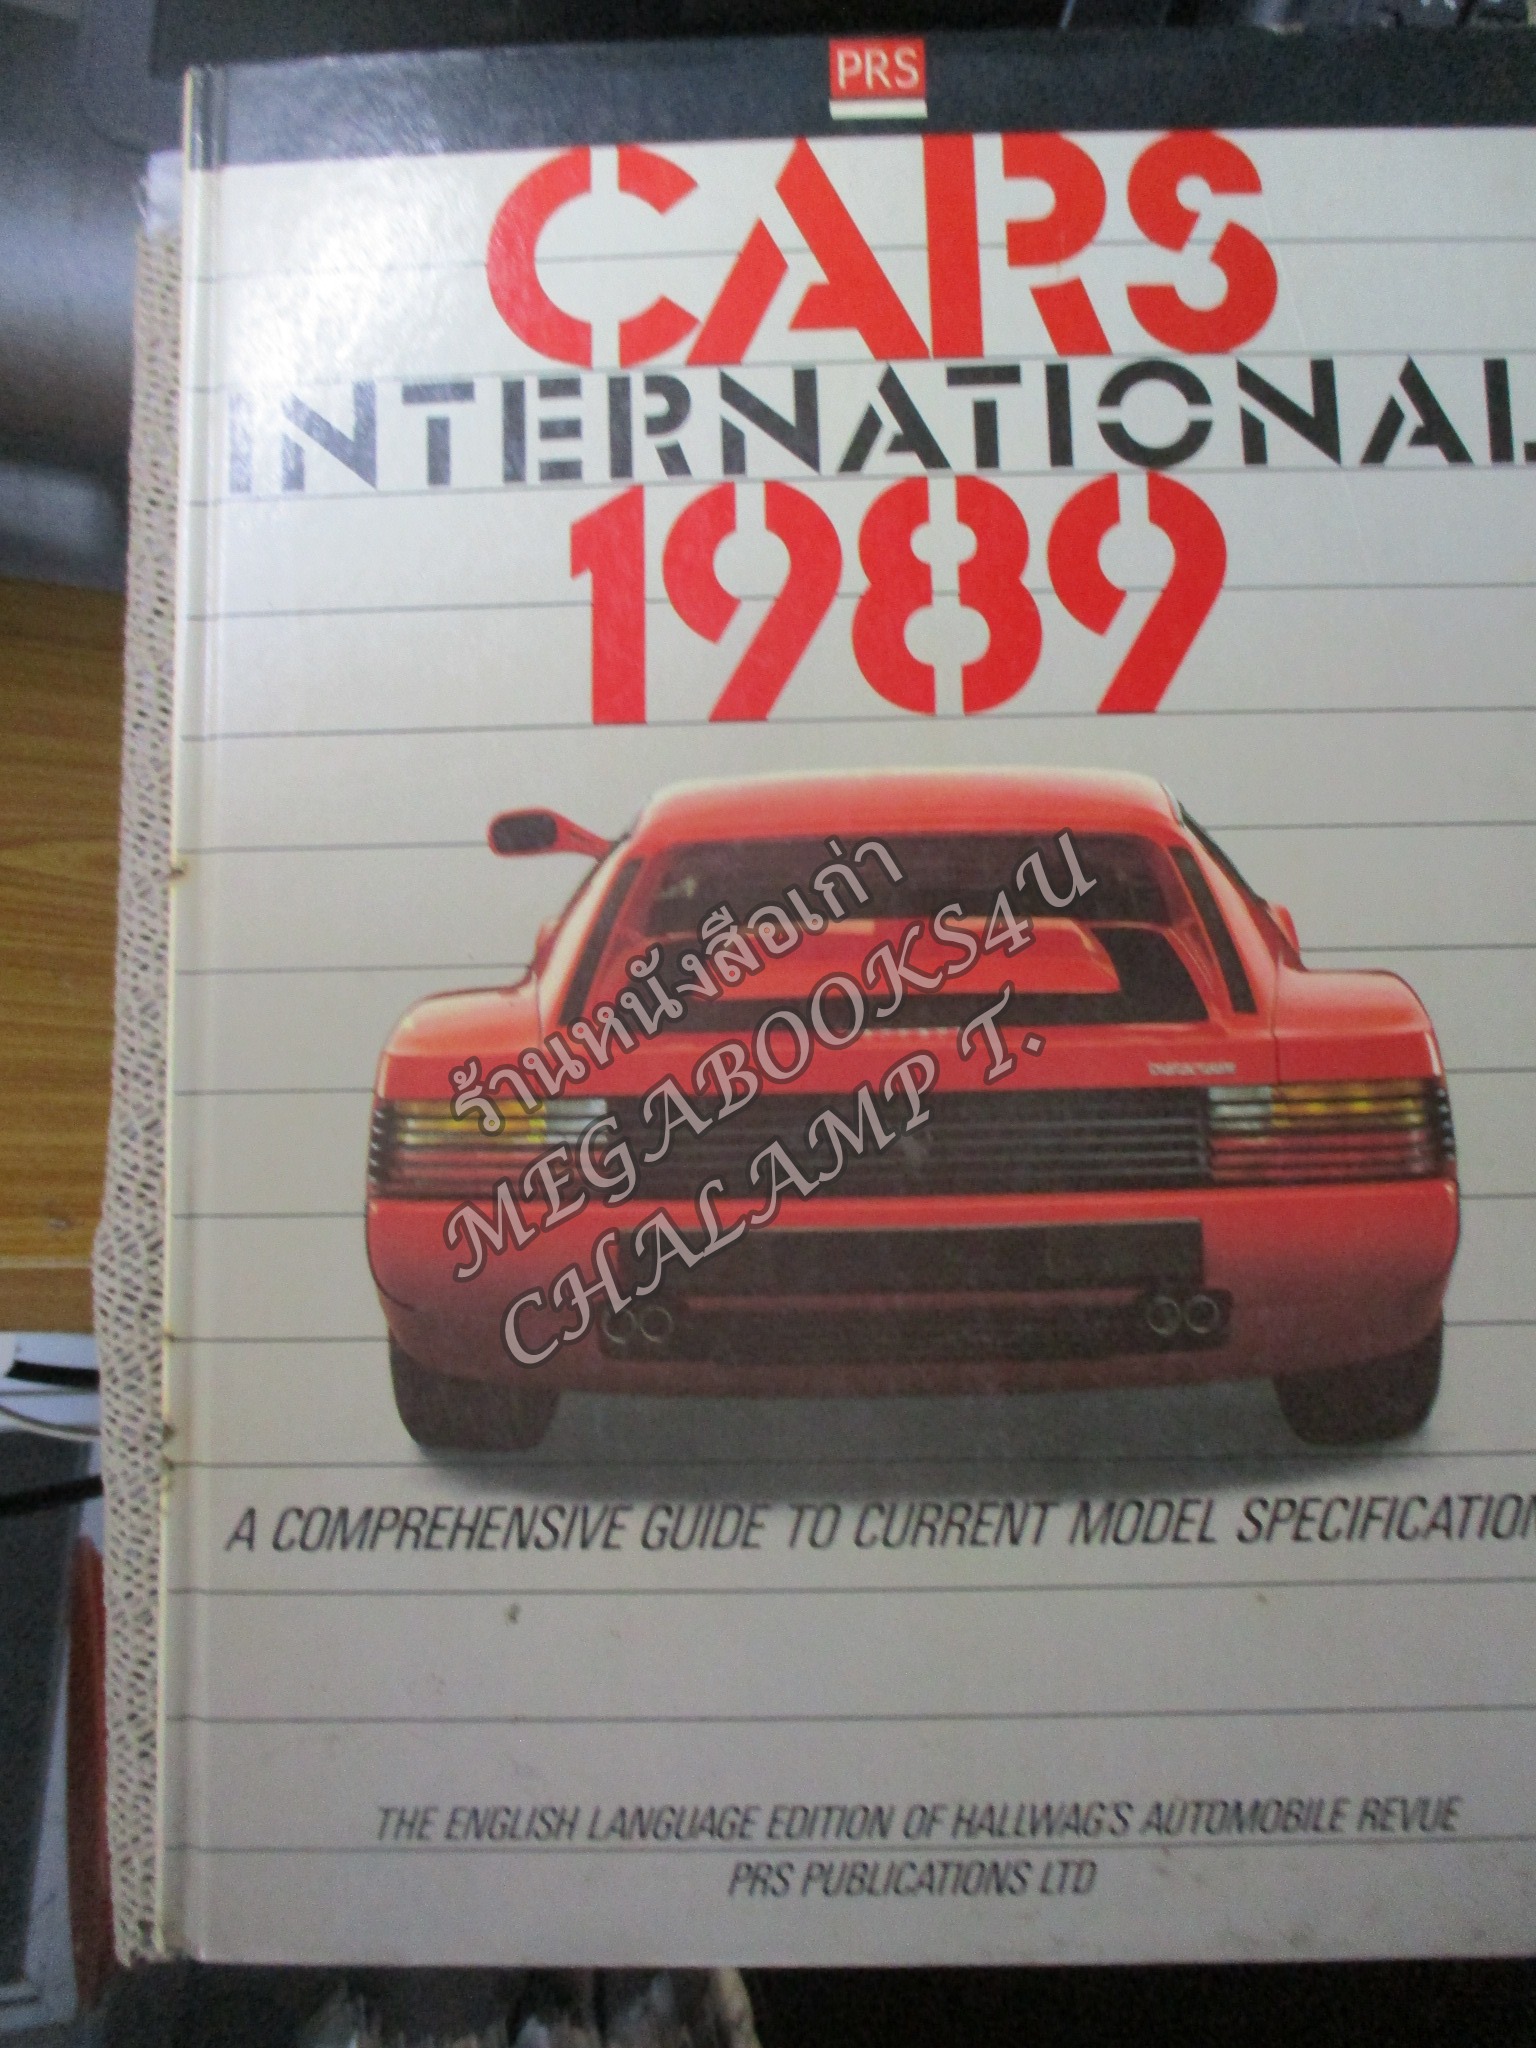 PRS
CARS
INTERNATIONAL
1989
ร้านหนังสือเก่า
MEGABOOKS4U
CHALAMP T.
testarossa
A COMPREHENSIVE GUIDE TO CURRENT MODEL SPECIFICATION
THE ENGLISH LANGUAGE EDITION OF HALLWAG'S AUTOMOBILE REVUE
PRS PUBLICATIONS LTD